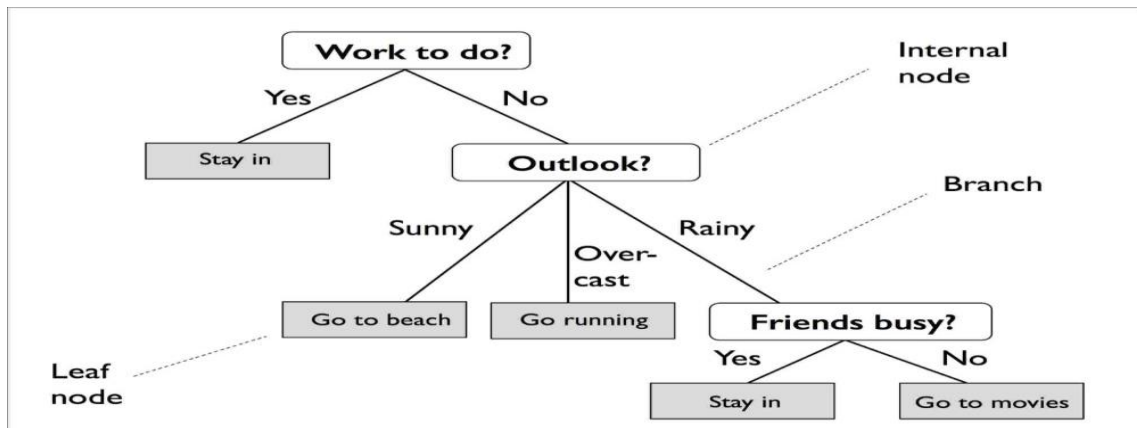 Work to do?
Internal
node
Yes
No
Stay in
Outlook?
Branch
Sunny
Over-
cast
Rainy
Go to beach
Go running
Friends busy?
Leaf
node
Yes
No
Stay in
Go to movies